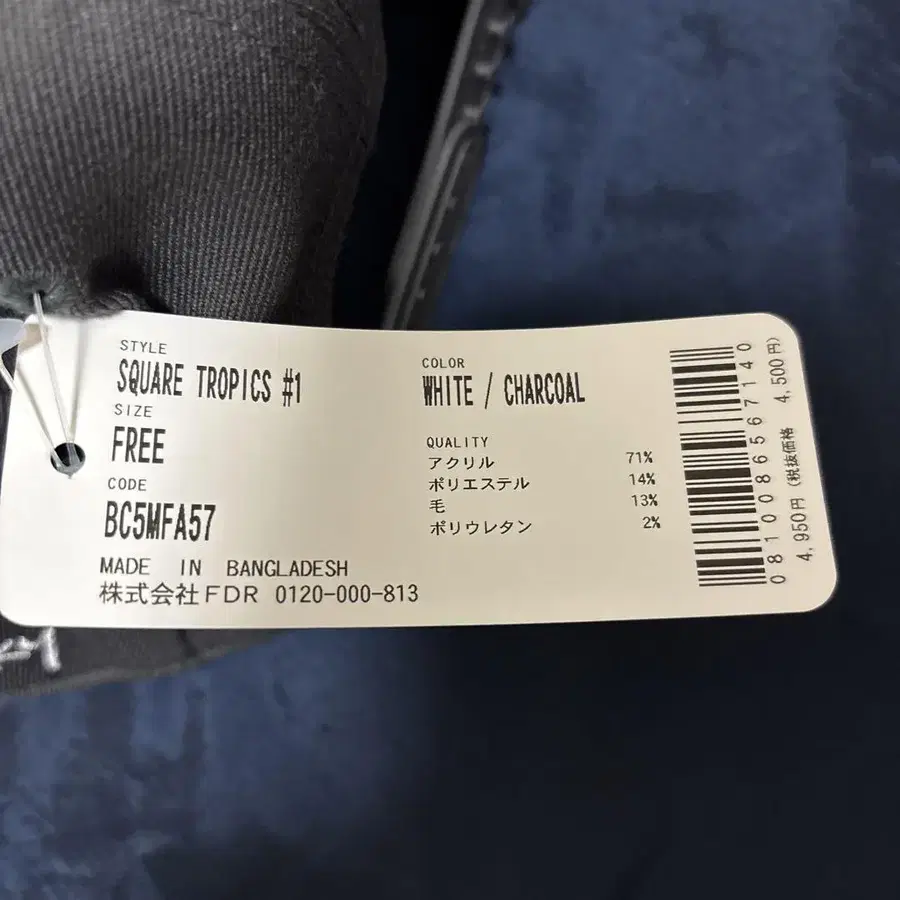 STYLE
SQUARE TROPICS #1
SIZE
FREE
CODE
BC5MFA57
MADE IN BANGLADESH
株式会社FDR 0120-000-813
COLOR
WHITE / CHARCOAL
QUALITY
アクリル 71%
ポリエステル 14%
毛 13%
ポリウレタン 2%
0810086567140
4,950円 (税抜価格 4,500円)